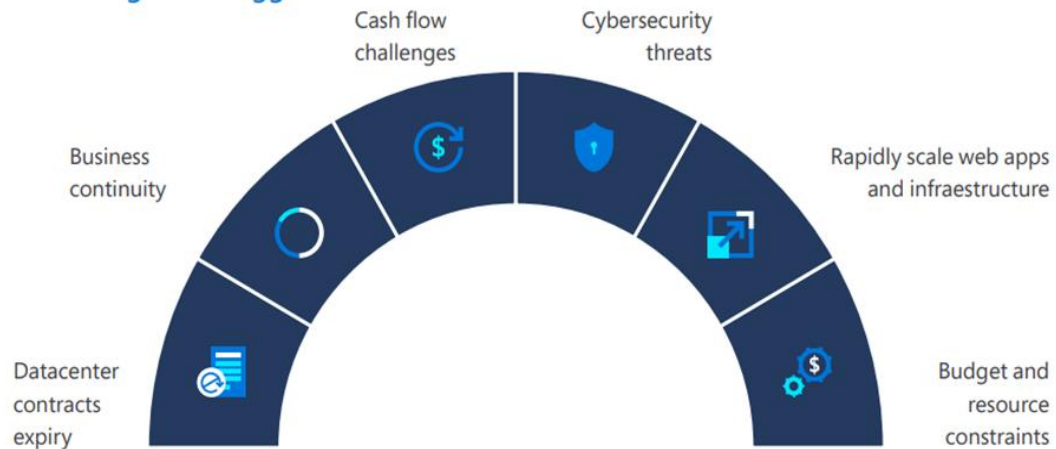 Cash flow
challenges
Cybersecurity
threats
Business
continuity
Rapidly scale web apps
and infraestructure
Datacenter
contracts
expiry
Budget and
resource
constraints